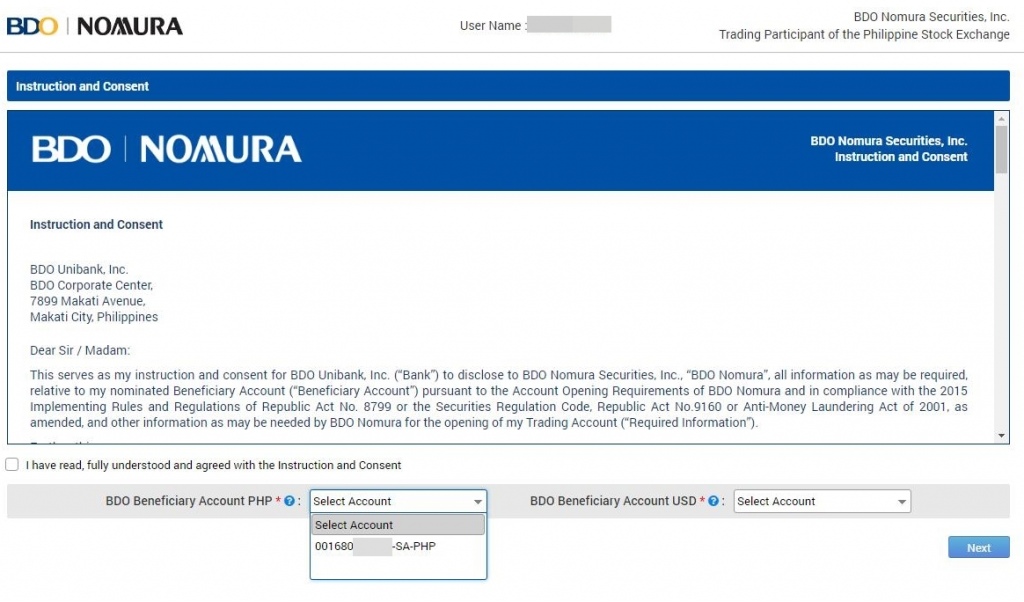 BDO | NOMURA
User Name :
BDO Nomura Securities, Inc.
Trading Participant of the Philippine Stock Exchange
Instruction and Consent
BDO | NOMURA
BDO Nomura Securities, Inc.
Instruction and Consent
Instruction and Consent
BDO Unibank, Inc.
BDO Corporate Center,
7899 Makati Avenue,
Makati City, Philippines
Dear Sir / Madam:
This serves as my instruction and consent for BDO Unibank, Inc. (“Bank”) to disclose to BDO Nomura Securities, Inc., “BDO Nomura”, all information as may be required,
relative to my nominated Beneficiary Account (“Beneficiary Account”) pursuant to the Account Opening Requirements of BDO Nomura and in compliance with the 2015
Implementing Rules and Regulations of Republic Act No. 8799 or the Securities Regulation Code, Republic Act No.9160 or Anti-Money Laundering Act of 2001, as
amended, and other information as may be needed by BDO Nomura for the opening of my Trading Account (“Required Information”).
I have read, fully understood and agreed with the Instruction and Consent
BDO Beneficiary Account PHP * ? : Select Account
BDO Beneficiary Account USD * ? : Select Account
Select Account
001680 -SA-PHP
Next